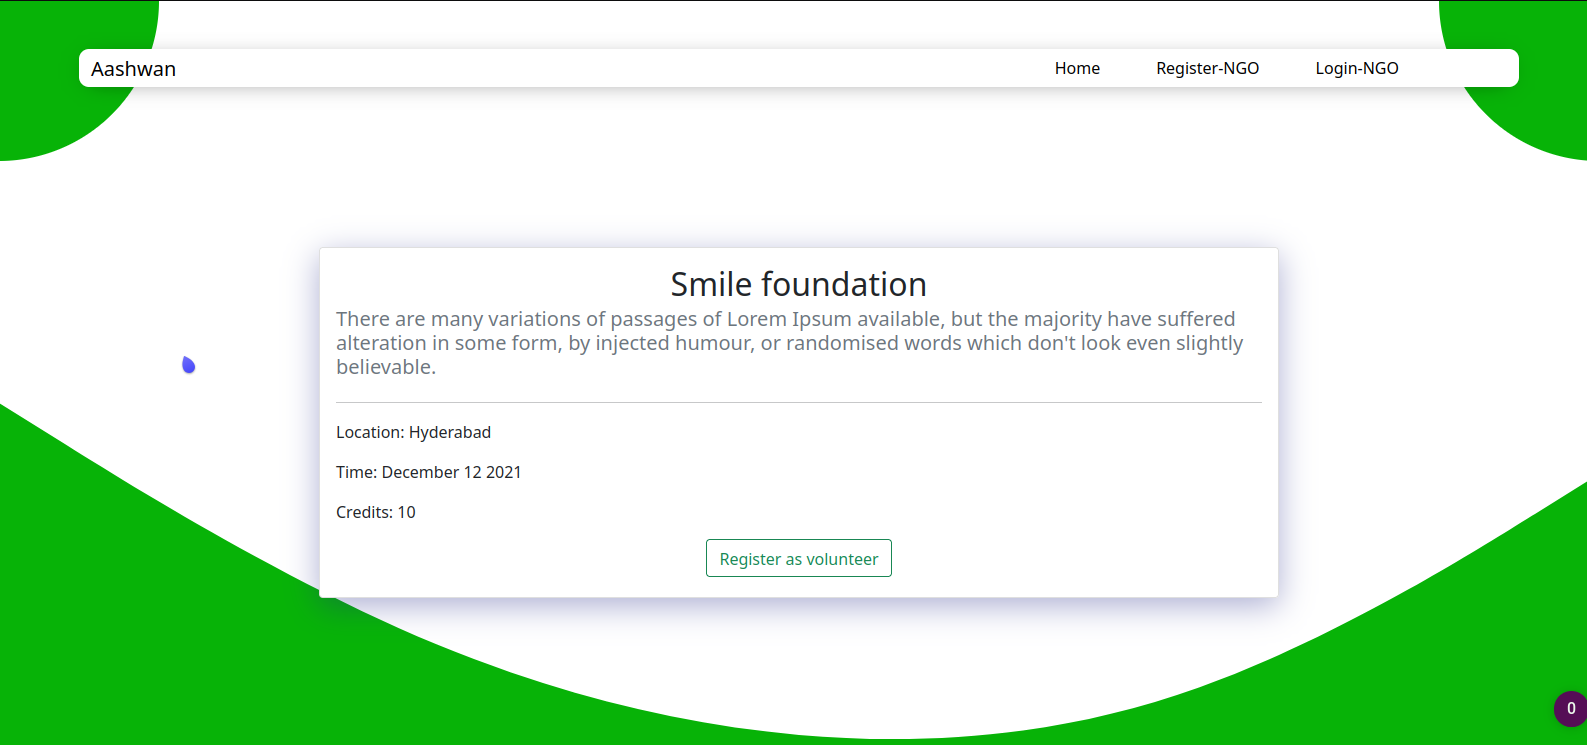 Aashwan
Home
Register-NGO
Login-NGO
Smile foundation
There are many variations of passages of Lorem Ipsum available, but the majority have suffered
alteration in some form, by injected humour, or randomised words which don't look even slightly
believable.
Location: Hyderabad
Time: December 12 2021
Credits: 10
Register as volunteer
0